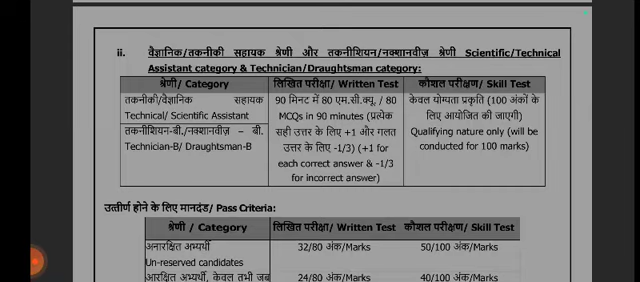 ii. वैज्ञानिक/तकनीकी सहायक श्रेणी और तकनीशियन/नक्शानवीज़ श्रेणी Scientific/Technical
Assistant category & Technician/Draughtsman category:
श्रेणी/ Category
लिखित परीक्षा/ Written Test
कौशल परीक्षण/ Skill Test
तकनीकी/वैज्ञानिक सहायक
Technical/ Scientific Assistant
तकनीशियन-बी./नक्शानवीज़ – बी.
Technician-B/ Draughtsman-B
90 मिनट में 80 एम.सी.क्यू. / 80
MCQs in 90 minutes (प्रत्येक
सही उत्तर के लिए +1 और गलत
उत्तर के लिए -1/3) (+1 for
each correct answer & -1/3
for incorrect answer)
केवल योग्यता प्रकृति (100 अंकों के
लिए आयोजित की जाएगी)
Qualifying nature only (will be
conducted for 100 marks)
उत्तीर्ण होने के लिए मानदंड/ Pass Criteria:
श्रेणी / Category
लिखित परीक्षा/ Written Test
कौशल परीक्षण/ Skill Test
अनारक्षित अभ्यर्थी
Un-reserved candidates
32/80 अंक/Marks
50/100 अंक/Marks
आरक्षित अभ्यर्थी, केवल तभी जब
24/80 अंक/Marks
40/100 अंक/Marks